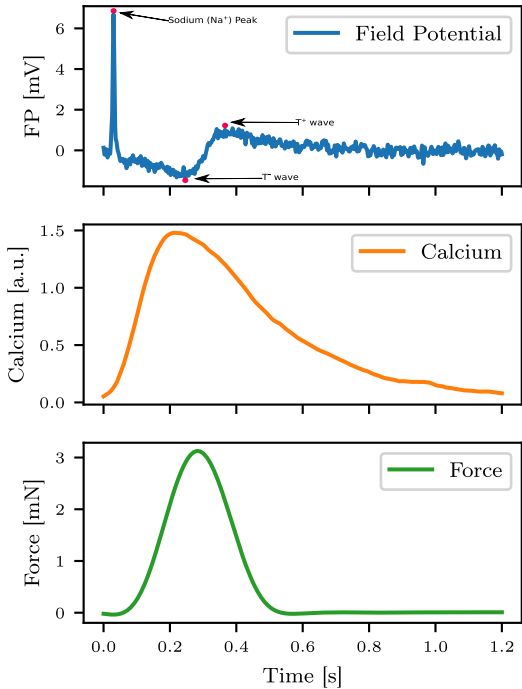 FP [mV]
6
4
2
0
Sodium (Na⁺) Peak
T⁺ wave
T⁻ wave
Field Potential
Calcium [a.u.]
1.5
1.0
0.5
0.0
Calcium
Force [mN]
3
2
1
0
Force
0.0 0.2 0.4 0.6 0.8 1.0 1.2
Time [s]